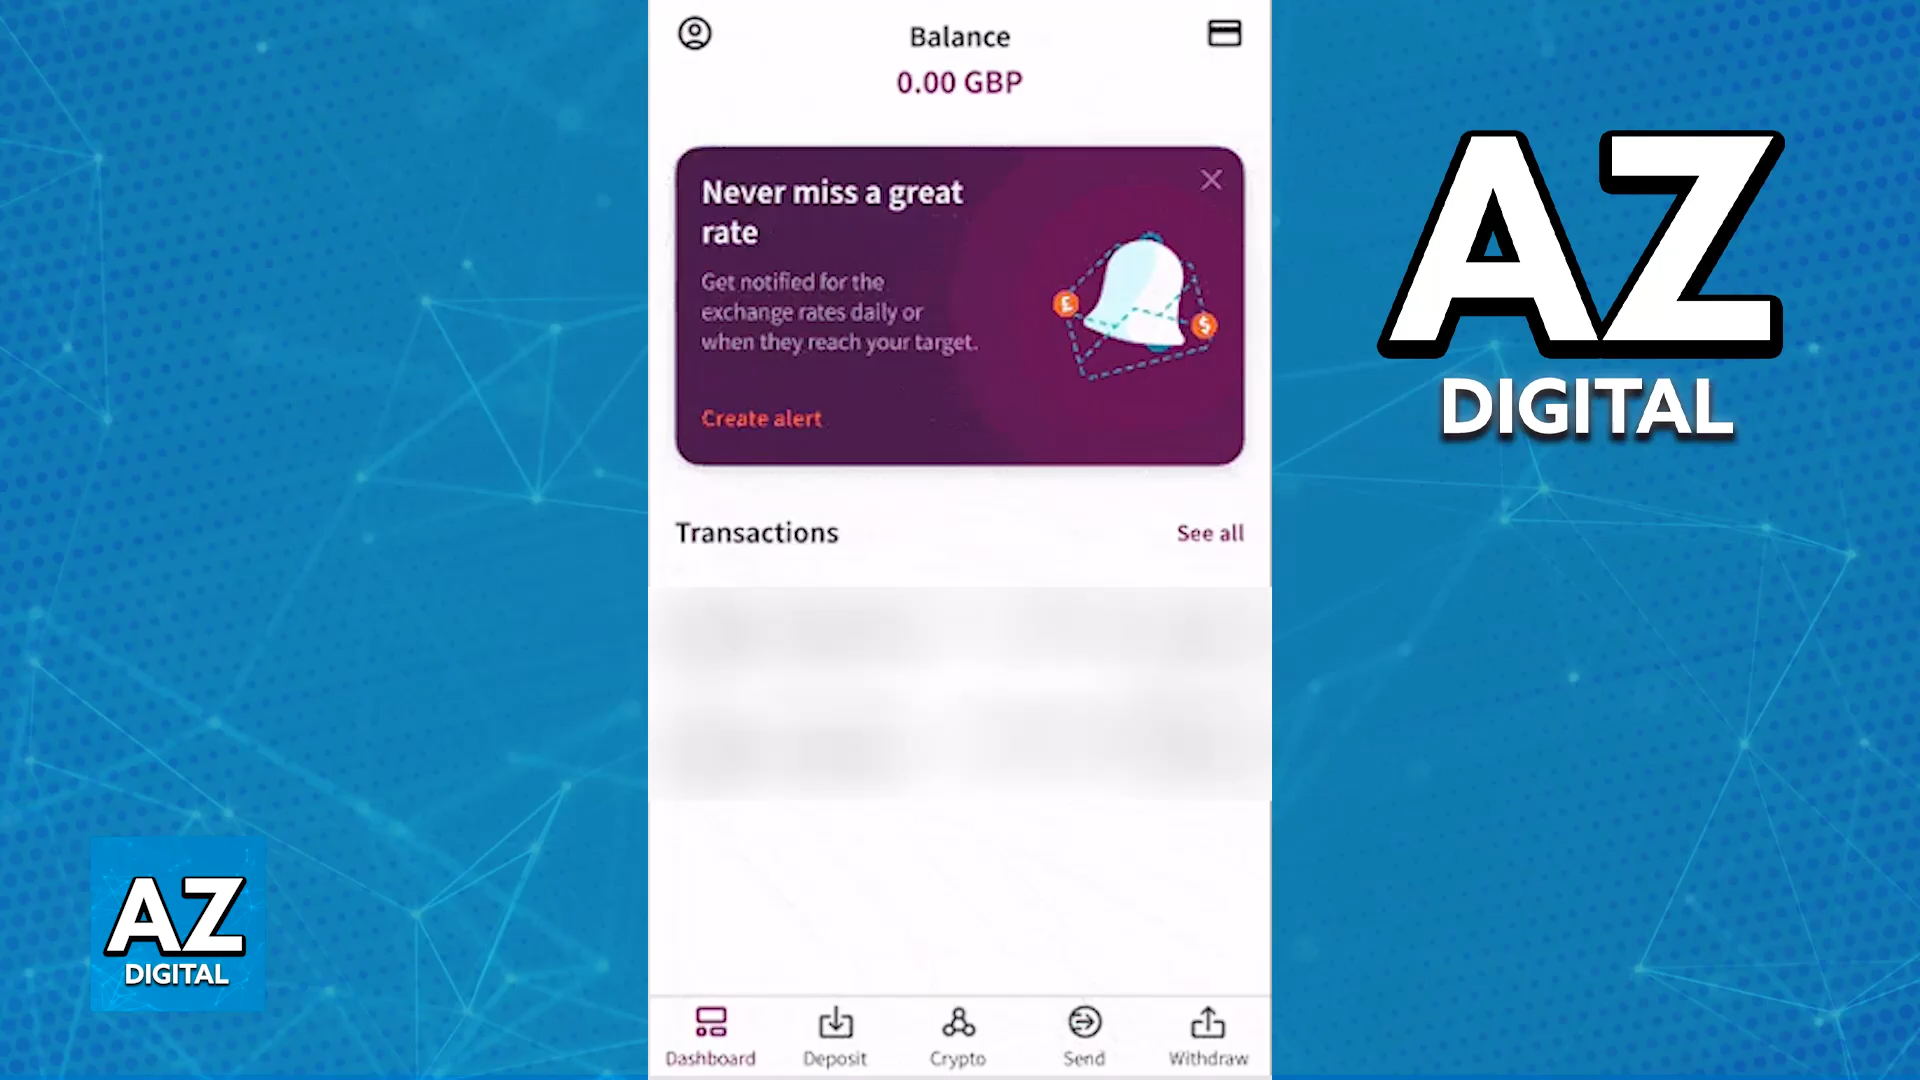 Balance
0.00 GBP
Never miss a great
rate
Get notified for the
exchange rates daily or
when they reach your target.
£
$
Create alert
Transactions
See all
Dashboard
Deposit
Crypto
Send
Withdraw
AZ
DIGITAL
AZ
DIGITAL